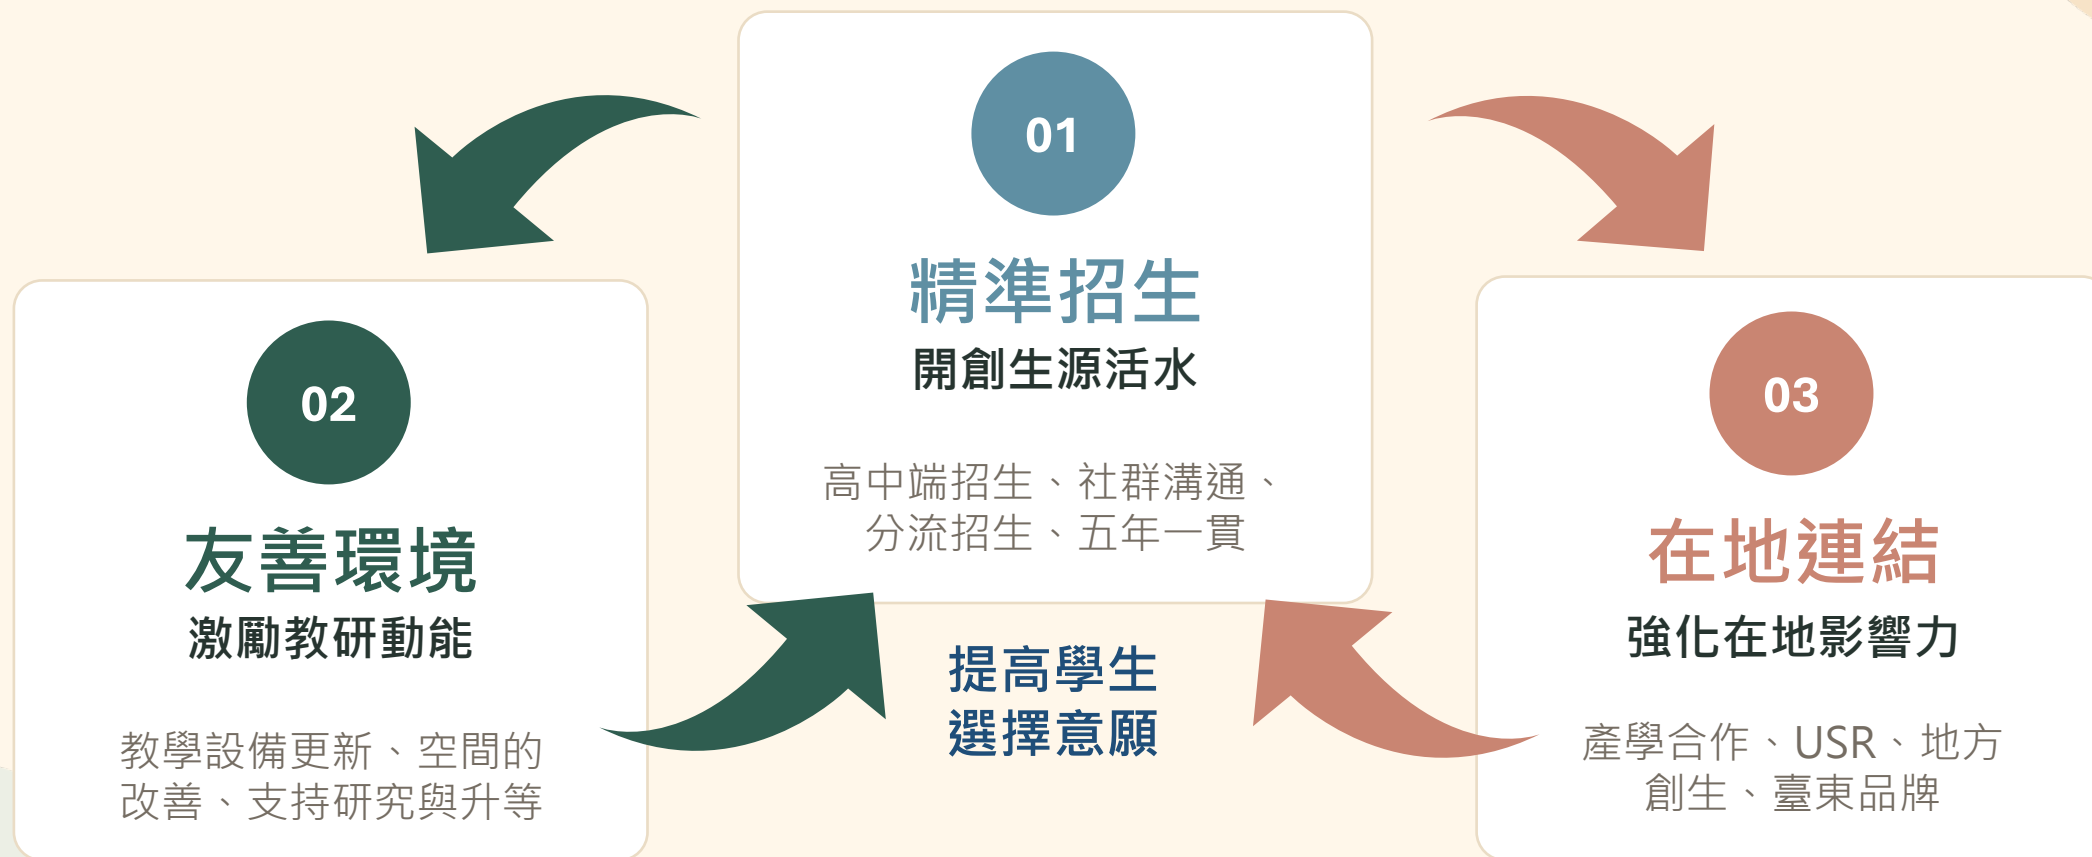 01
精準招生
開創生源活水
高中端招生、社群溝通、
分流招生、五年一貫
02
友善環境
激勵教研動能
教學設備更新、空間的
改善、支持研究與升等
提高學生
選擇意願
03
在地連結
強化在地影響力
產學合作、USR、地方
創生、臺東品牌